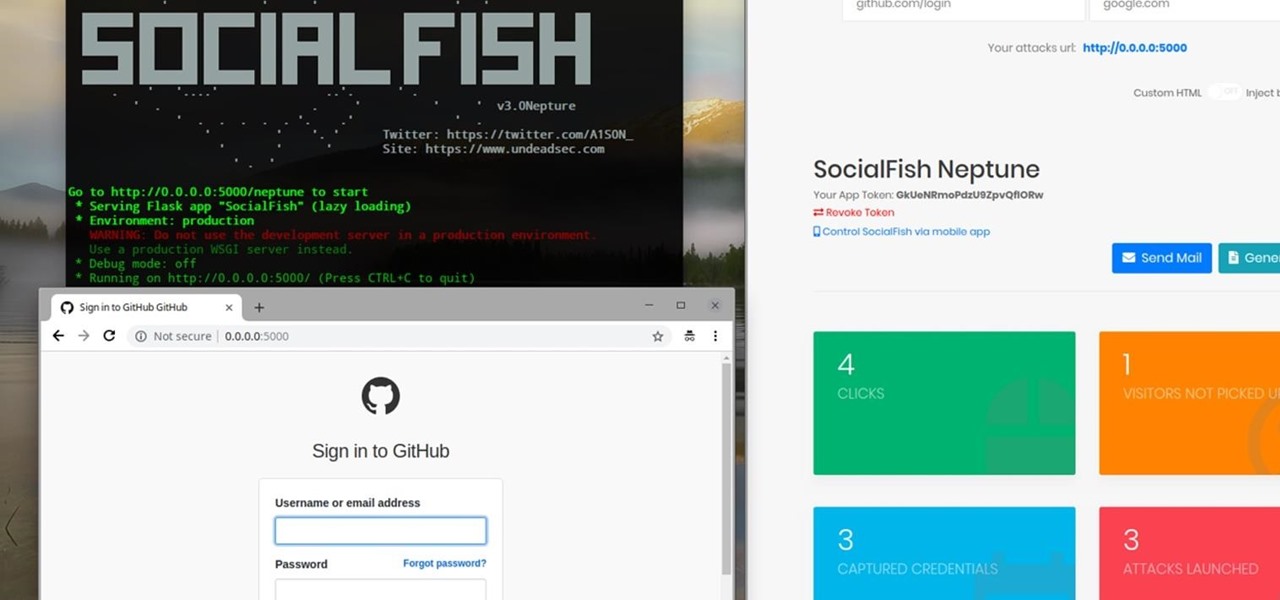 SOCIAL FISH
v3.0Nepture
Twitter: https://twitter.com/A1SON_
Site: https://www.undeadsec.com
Go to http://0.0.0.0:5000/neptune to start
* Serving Flask app "SocialFish" (lazy loading)
* Environment: production
WARNING: Do not use the development server in a production environment.
Use a production WSGI server instead.
* Debug mode: off
* Running on http://0.0.0.0:5000/ (Press CTRL+C to quit)
Sign in to GitHub GitHub
Not secure
0.0.0.0:5000
Sign in to GitHub
Username or email address
Password
Forgot password?
github.com/login
google.com
Your attacks url: http://0.0.0.0:5000
Custom HTML
OFF
Inject b
SocialFish Neptune
Your App Token: GkUeNRmoPdzU9ZpvQflORw
Revoke Token
Control SocialFish via mobile app
Send Mail
Gene
4
CLICKS
1
VISITORS NOT PICKED U
3
CAPTURED CREDENTIALS
3
ATTACKS LAUNCHED